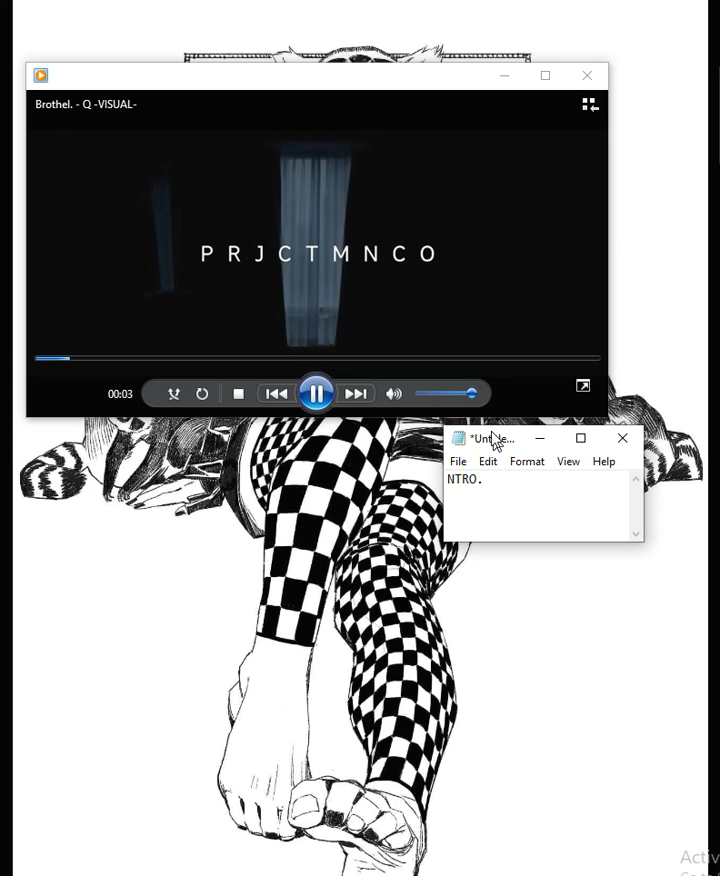 Brothel. - Q -VISUAL-
P R J C T M N C O
00:03
File Edit Format View Help
NTRO.